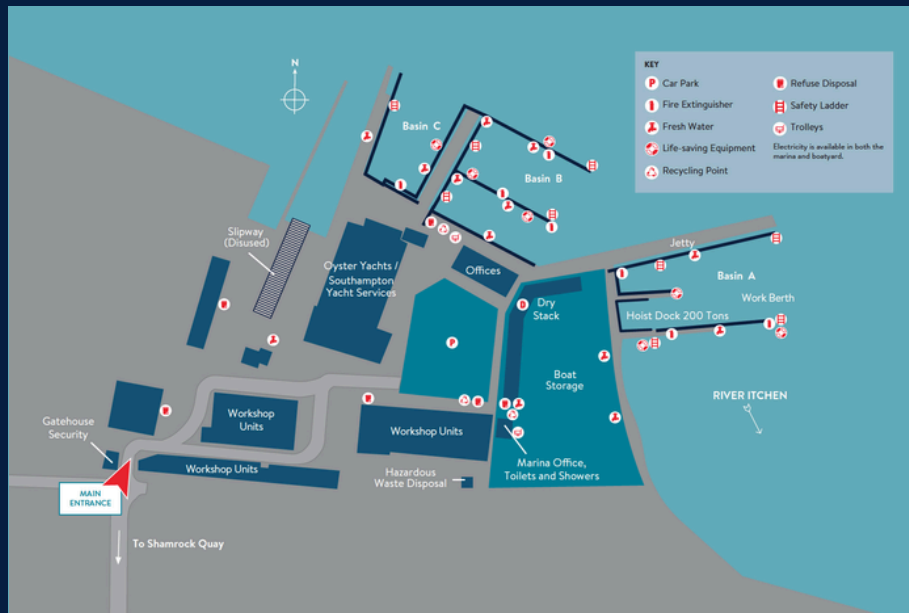 N
KEY
P Car Park
Fire Extinguisher
Fresh Water
Life-saving Equipment
Recycling Point
Refuse Disposal
Safety Ladder
Trolleys
Electricity is available in both the
marina and boatyard.
Basin C
Basin B
Slipway
(Disused)
Oyster Yachts /
Southampton
Yacht Services
Offices
Jetty
Basin A
Work Berth
Hoist Dock 200 Tons
D
Dry
Stack
P
Boat
Storage
RIVER ITCHEN
Gatehouse
Security
Workshop
Units
Workshop Units
Workshop Units
Marina Office,
Toilets and Showers
Hazardous
Waste Disposal
MAIN
ENTRANCE
To Shamrock Quay